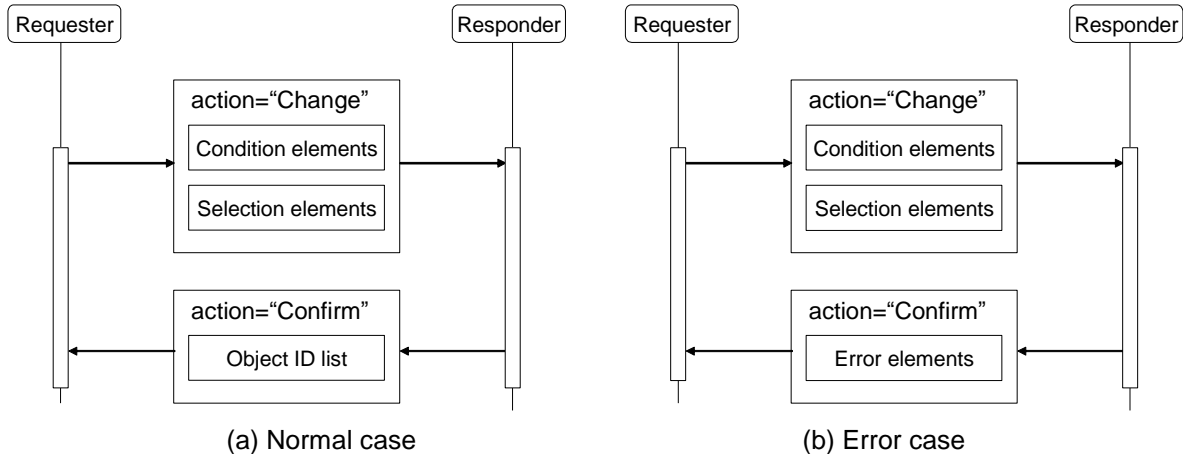 Requester
Responder
action=“Change”
Condition elements
Selection elements
action=“Confirm”
Object ID list
(a) Normal case
Requester
Responder
action=“Change”
Condition elements
Selection elements
action=“Confirm”
Error elements
(b) Error case